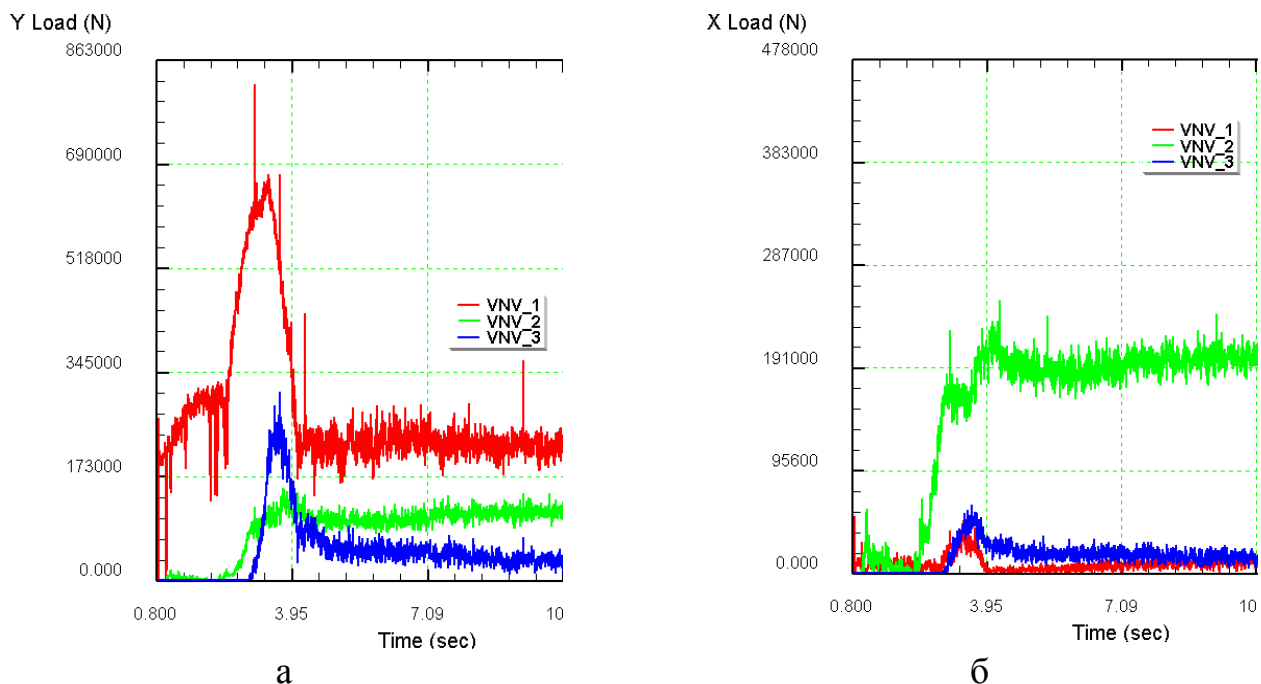 Y Load (N)
863000
690000
518000
345000
173000
0.000
VNV_1
VNV_2
VNV_3
0.800 3.95 7.09 10
Time (sec)
а
X Load (N)
478000
383000
287000
191000
95600
0.000
VNV_1
VNV_2
VNV_3
0.800 3.95 7.09 10
Time (sec)
б